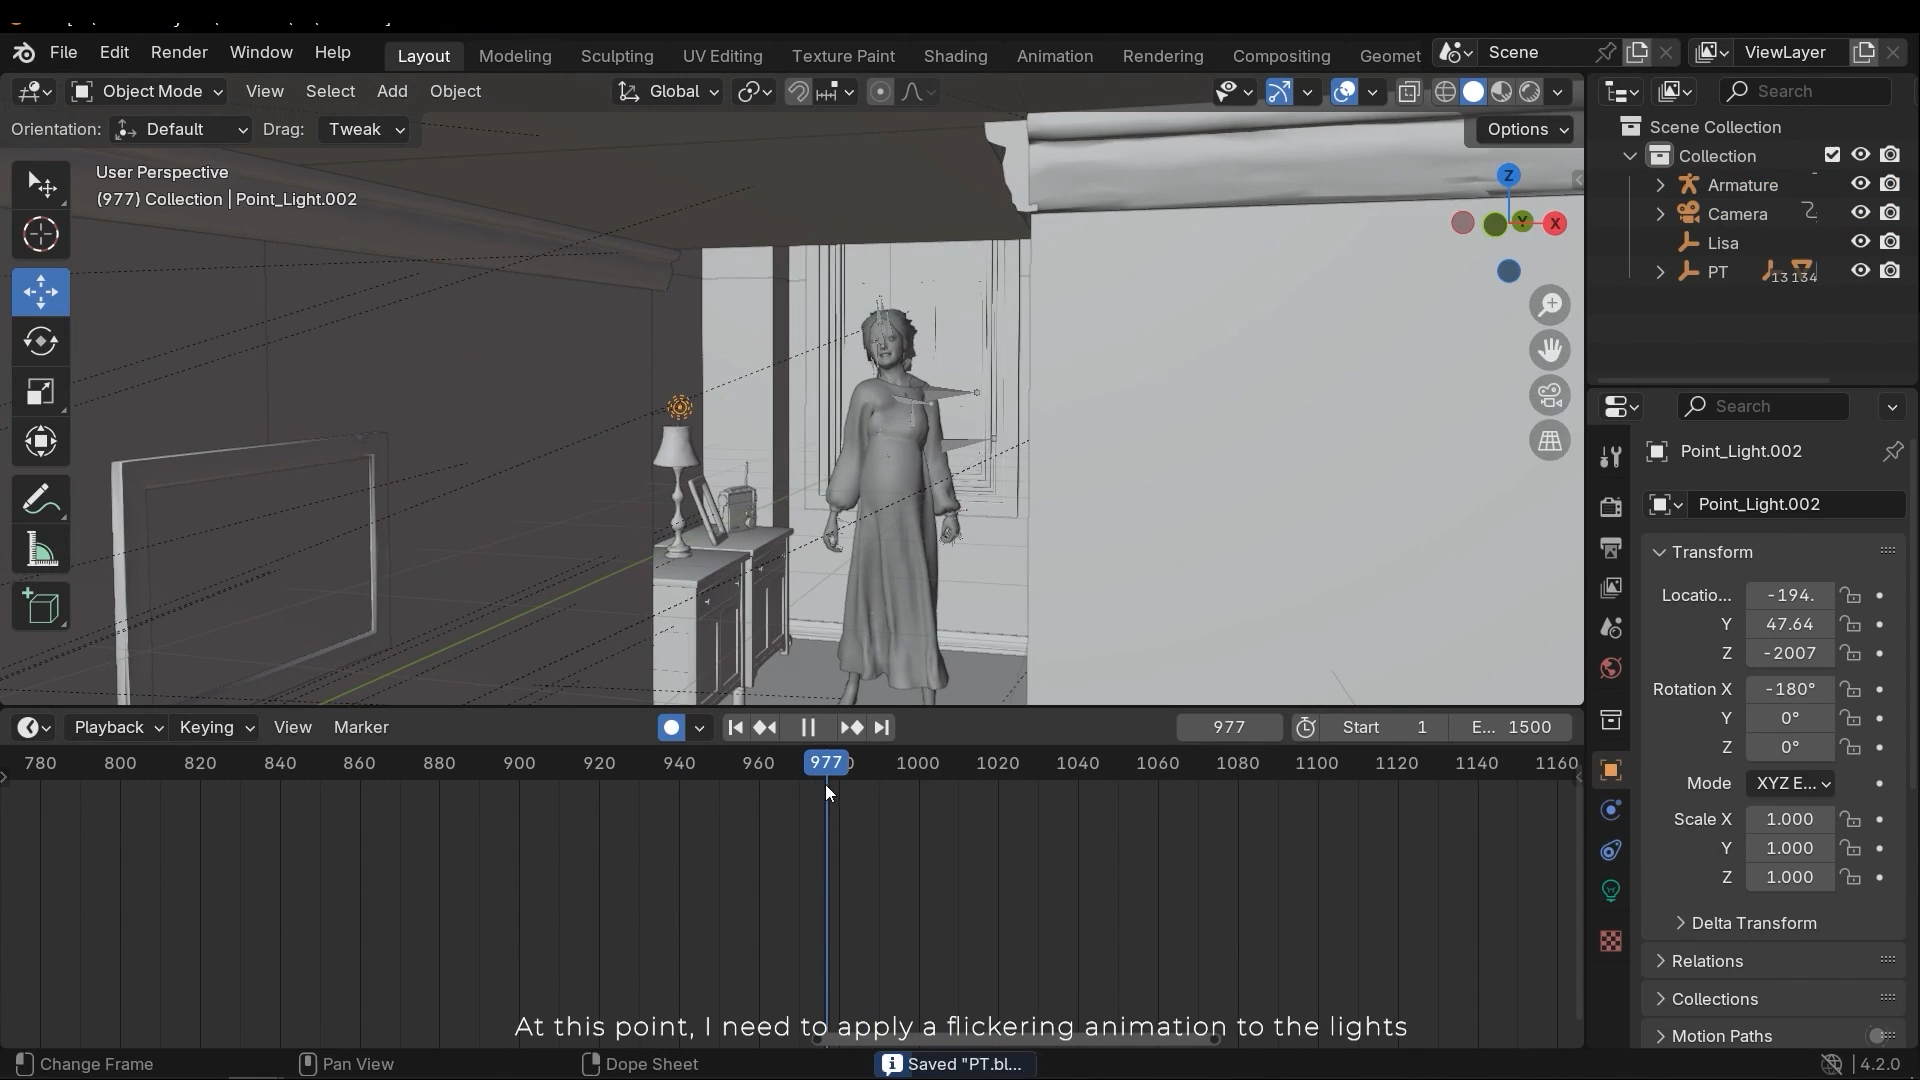 File Edit Render Window Help
Layout Modeling Sculpting UV Editing Texture Paint Shading Animation Rendering Compositing Geomet
Scene
ViewLayer
Object Mode View Select Add Object
Global
Search
Orientation: Default Drag: Tweak
Options
User Perspective
(977) Collection | Point_Light.002
Z
Y
X
Scene Collection
Collection
Armature
Camera
Lisa
PT
13 134
Search
Point_Light.002
Point_Light.002
Transform
Locatio... -194.
Y 47.64
Z -2007
Rotation X -180°
Y 0°
Z 0°
Mode XYZ E...
Scale X 1.000
Y 1.000
Z 1.000
Delta Transform
Relations
Collections
Motion Paths
Playback Keying View Marker
977 Start 1 E... 1500
780 800 820 840 860 880 900 920 940 960 977 1000 1020 1040 1060 1080 1100 1120 1140 1160
At this point, I need to apply a flickering animation to the lights
Change Frame Pan View Dope Sheet Saved "PT.bl... 4.2.0